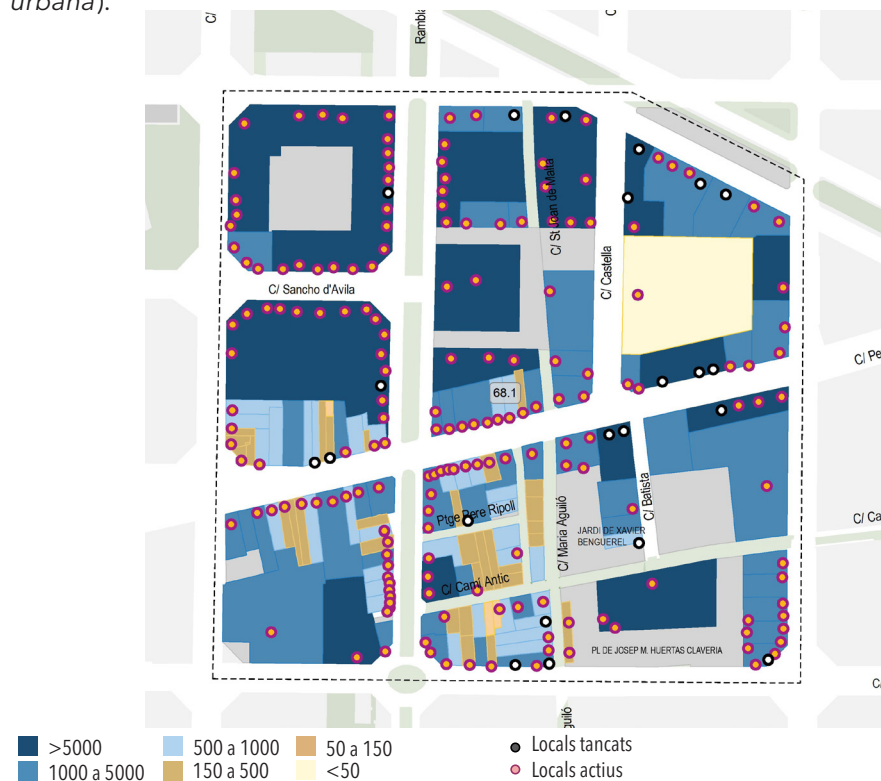 urbana).
C/
Rambla
C
C/ St Joan de Malta
C/ Castella
C/ Sancho d'Avila
C/ Pe
68.1
Ptge Pere Ripoll
C/ Maria Aguiló
C/ Batista
JARDI DE XAVIER
BENGUEREL
C/ Ca
C/ Camí Antic
PL DE JOSEP M. HUERTAS CLAVERIA
C/
guiló
>5000
500 a 1000
50 a 150
Locals tancats
1000 a 5000
150 a 500
<50
Locals actius